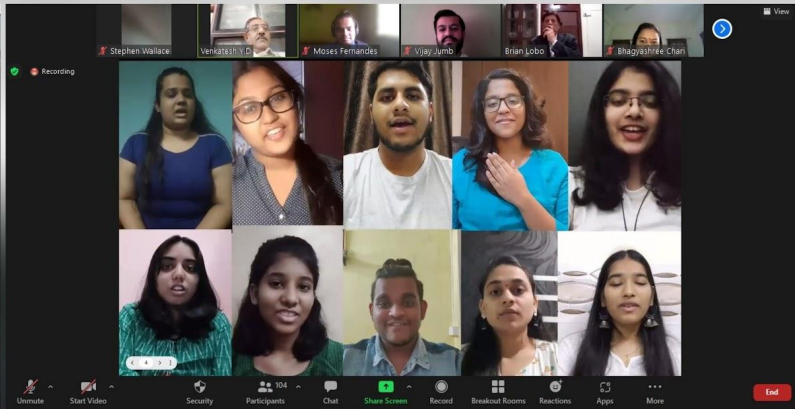 View
Stephen Wallace
Venkatesh Y.D
Moses Fernandes
Vijay Jumb
Brian Lobo
Bhagyashree Chari
Recording
4
Unmute
Start Video
Security
104
Participants
Chat
Share Screen
Record
Breakout Rooms
Reactions
Apps
More
End